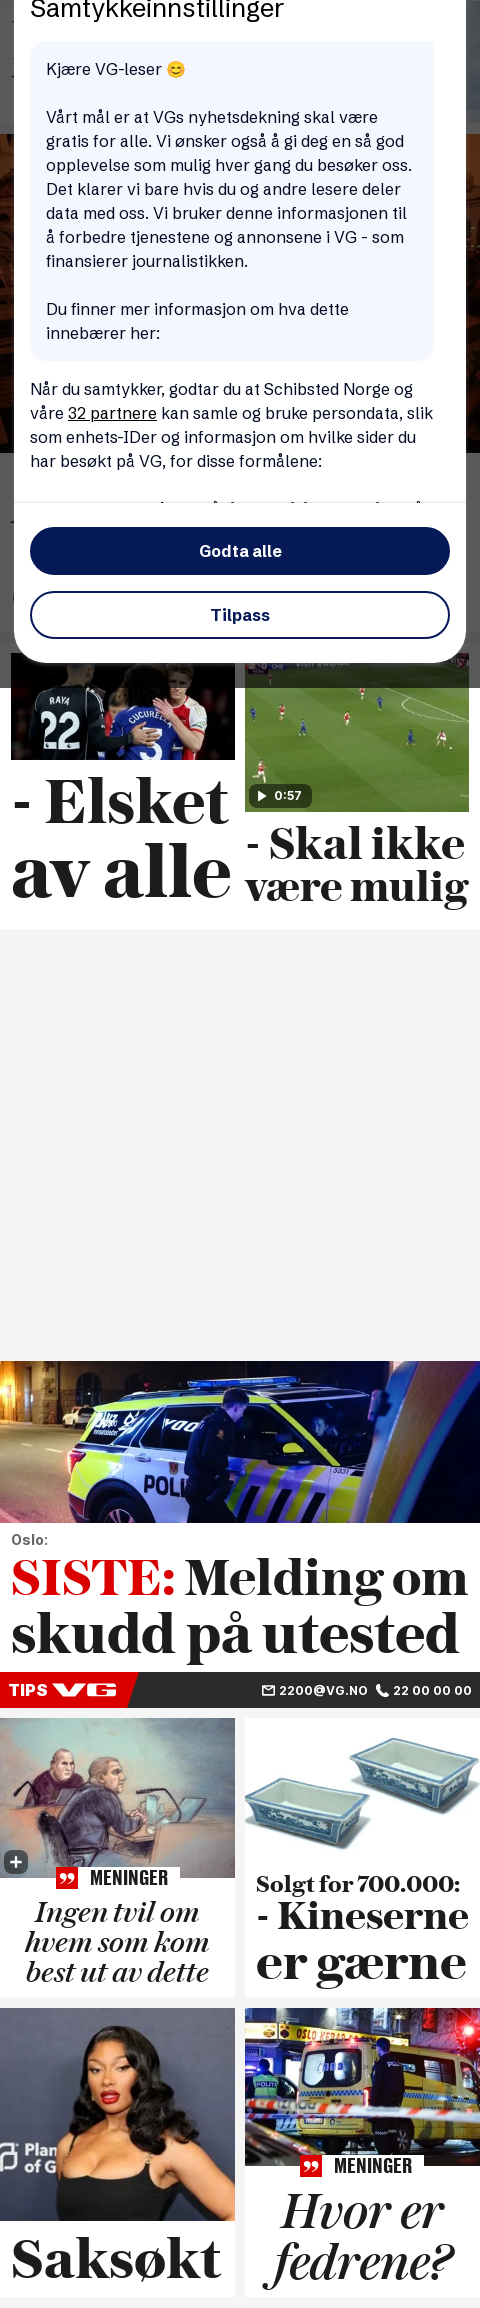 Samtykkeinnstillinger
Kjære VG-leser 😊
Vårt mål er at VGs nyhetsdekning skal være
gratis for alle. Vi ønsker også å gi deg en så god
opplevelse som mulig hver gang du besøker oss.
Det klarer vi bare hvis du og andre lesere deler
data med oss. Vi bruker denne informasjonen til
å forbedre tjenestene og annonsene i VG - som
finansierer journalistikken.
Du finner mer informasjon om hva dette
innebærer her:
Når du samtykker, godtar du at Schibsted Norge og
våre 32 partnere kan samle og bruke persondata, slik
som enhets-IDer og informasjon om hvilke sider du
har besøkt på VG, for disse formålene:
Godta alle
Tilpass
RAYA
22
CUCURELLA
3
0:57
- Elsket
av alle
- Skal ikke
være mulig
POLI
5931
Oslo:
SISTE: Melding om
skudd på utested
TIPS VG
2200@VG.NO
22 00 00 00
MENINGER
Ingen tvil om
hvem som kom
best ut av dette
Solgt for 700.000:
- Kineserne
er gærne
Plan
of G
Saksøkt
OSLO KEBAB
POLITI
MENINGER
Hvor er
fedrene?